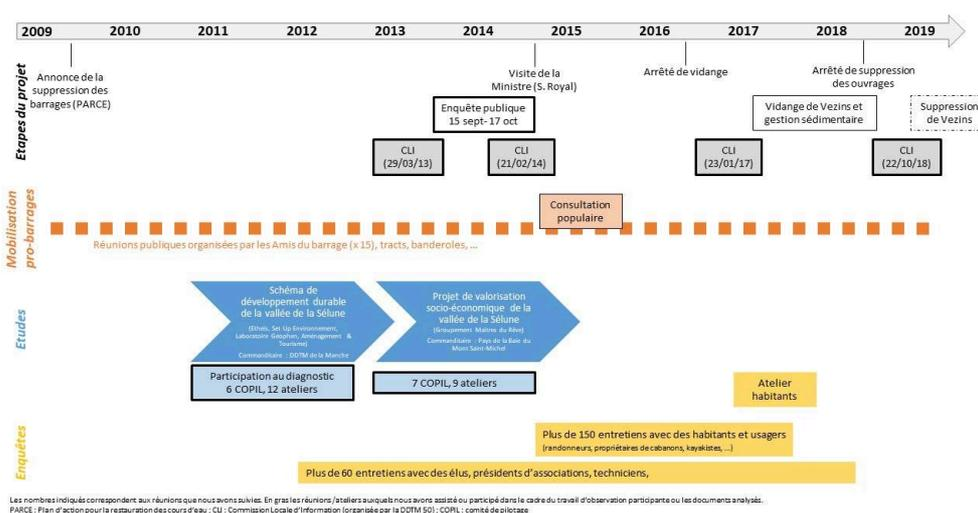 2009 2010 2011 2012 2013 2014 2015 2016 2017 2018 2019
Etapes du projet
Annonce de la
suppression des
barrages (PARCE)
Visite de la
Ministre (S. Royal)
Arrêté de vidange
Arrêté de suppression
des ouvrages
Enquête publique
15 sept- 17 oct
Vidange de Vezins et
gestion sédimentaire
Suppression
de Vezins
CLI
(29/03/13)
CLI
(21/02/14)
CLI
(23/01/17)
CLI
(22/10/18)
Mobilisation
pro-barrages
Consultation
populaire
Réunions publiques organisées par les Amis du barrage (x 15), tracts, banderoles, ...
Etudes
Schéma de
développement durable
de la vallée de la Sélune
(Ethéis, Set Up Environnement,
Laboratoire Géophen, Aménagement &
Tourisme)
Commanditaire : DDTM de la Manche
Projet de valorisation
socio-économique de la
vallée de la Sélune
(Groupement Maitres du Rêve)
Commanditaire : Pays de la Baie du
Mont Saint-Michel
Participation au diagnostic
6 COPIL, 12 ateliers
7 COPIL, 9 ateliers
Atelier
habitants
Enquêtes
Plus de 150 entretiens avec des habitants et usagers
(randonneurs, propriétaires de cabanons, kayakistes, ...)
Plus de 60 entretiens avec des élus, présidents d'associations, techniciens,
Les nombres indiqués correspondent aux réunions que nous avons suivies. En gras les réunions /ateliers auxquels nous avons assisté ou participé dans le cadre du travail d'observation participante ou les documents analysés.
PARCE : Plan d'action pour la restauration des cours d'eau ; CLI : Commission Locale d'Information (organisée par la DDTM 50) ; COPIL : comité de pilotage